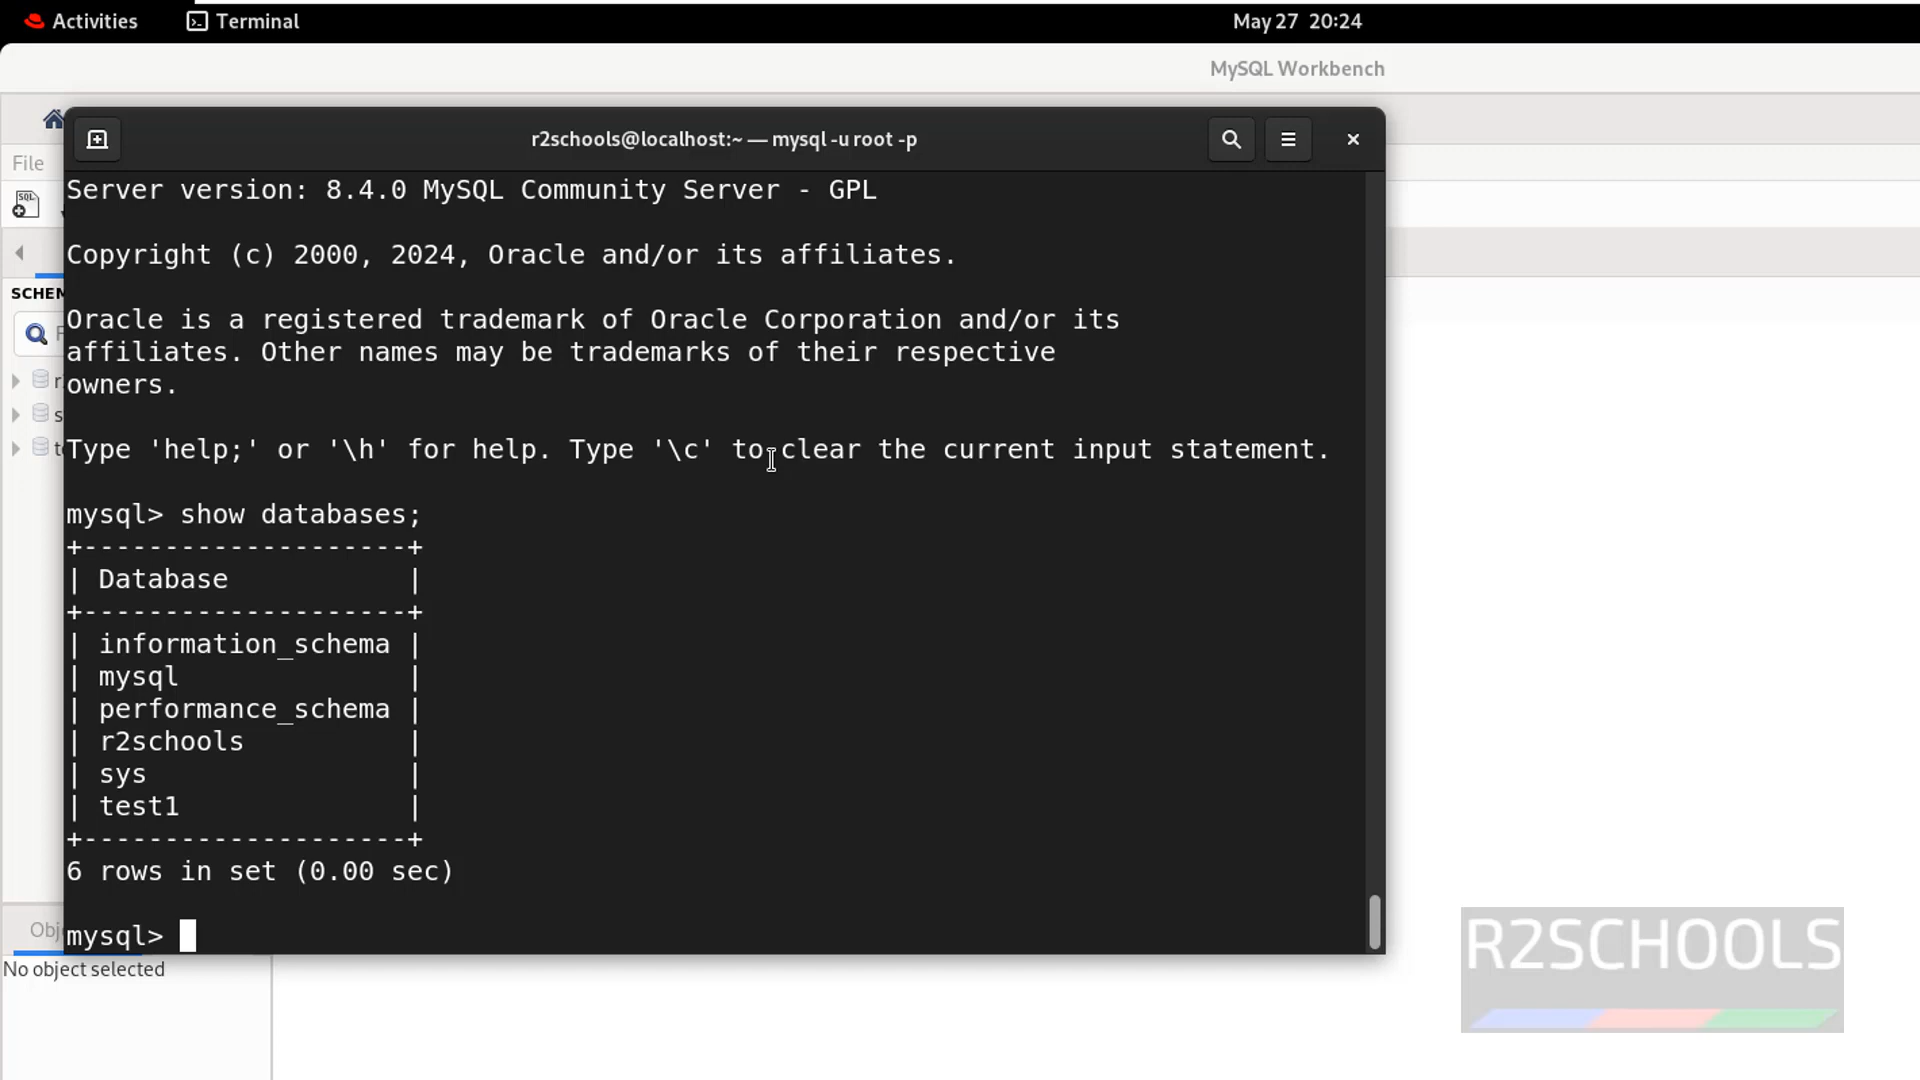 Activities Terminal May 27 20:24
MySQL Workbench
r2schools@localhost:~ — mysql -u root -p
File
SQL
Server version: 8.4.0 MySQL Community Server - GPL
Copyright (c) 2000, 2024, Oracle and/or its affiliates.
SCHEM
Oracle is a registered trademark of Oracle Corporation and/or its
affiliates. Other names may be trademarks of their respective
owners.
Type 'help;' or '\h' for help. Type '\c' to clear the current input statement.
mysql> show databases;
+--------------------+
| Database           |
+--------------------+
| information_schema |
| mysql              |
| performance_schema |
| r2schools          |
| sys                |
| test1              |
+--------------------+
6 rows in set (0.00 sec)
mysql>
Obj
No object selected
R2SCHOOLS